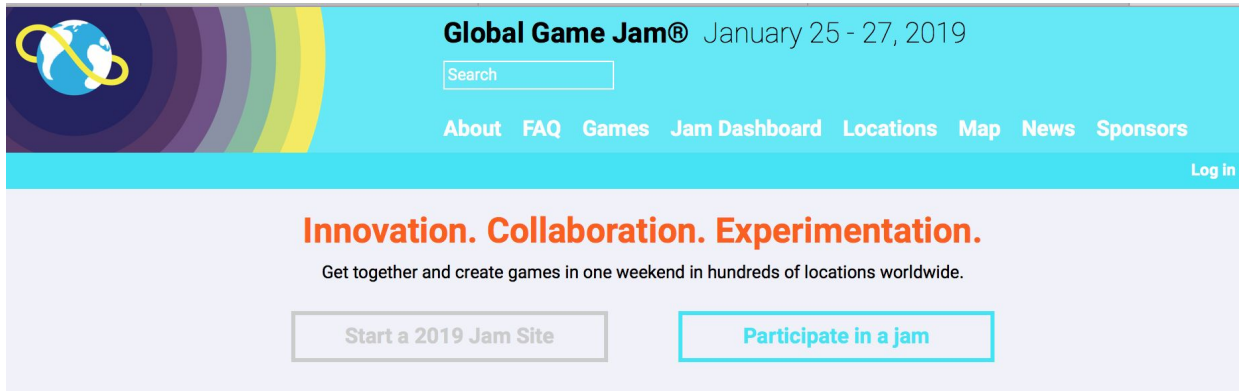 Global Game Jam® January 25 - 27, 2019
Search
About FAQ Games Jam Dashboard Locations Map News Sponsors
Log in
Innovation. Collaboration. Experimentation.
Get together and create games in one weekend in hundreds of locations worldwide.
Start a 2019 Jam Site Participate in a jam